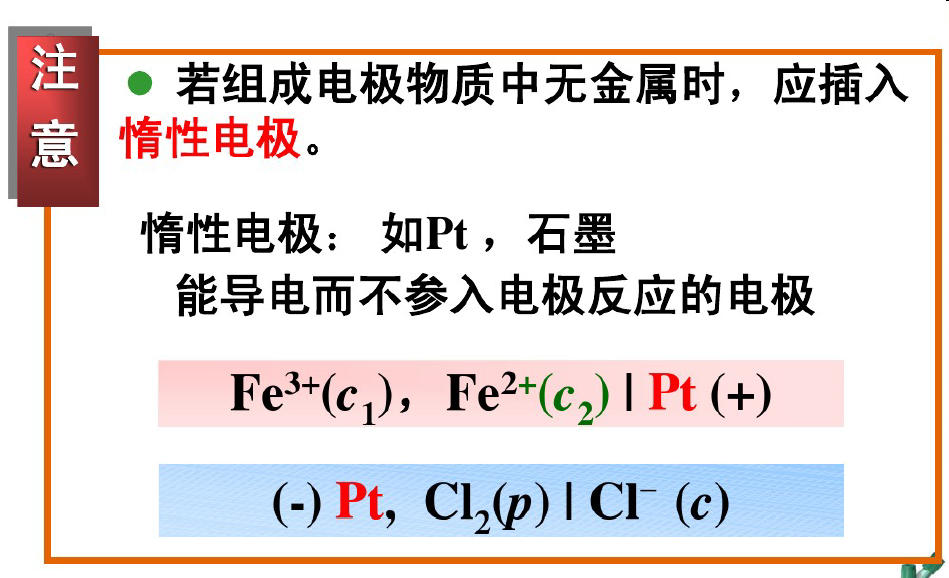 注意
● 若组成电极物质中无金属时，应插入
惰性电极。
惰性电极： 如Pt ，石墨
能导电而不参入电极反应的电极
Fe³⁺(c₁)，Fe²⁺(c₂) | Pt (+)
(-) Pt, Cl₂(p) | Cl⁻ (c)